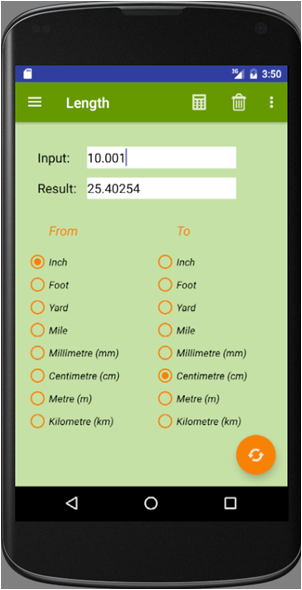 3G 3:50
Length
Input: 10.001
Result: 25.40254
From To
Inch Inch
Foot Foot
Yard Yard
Mile Mile
Millimetre (mm) Millimetre (mm)
Centimetre (cm) Centimetre (cm)
Metre (m) Metre (m)
Kilometre (km) Kilometre (km)